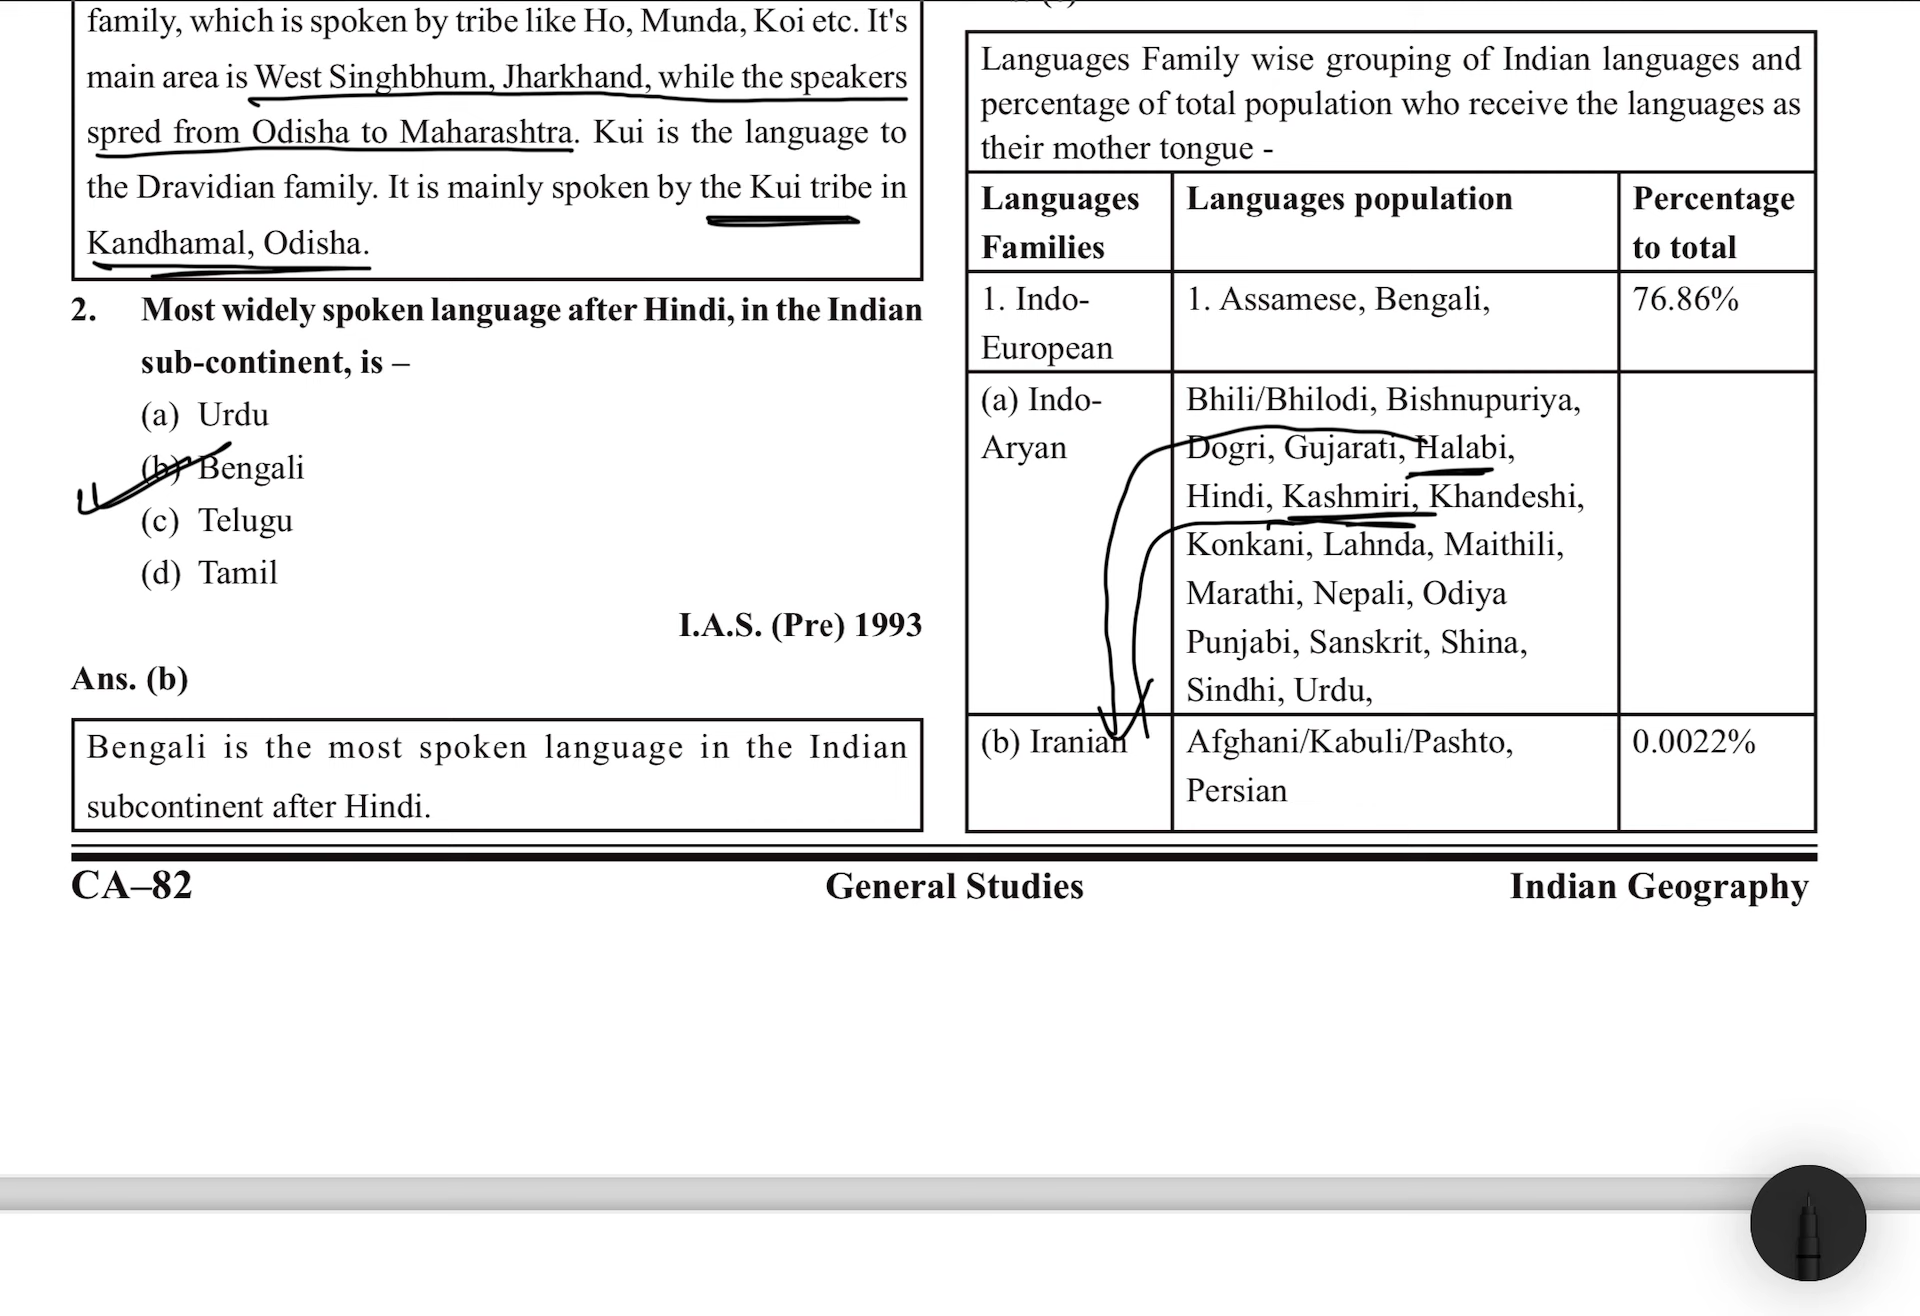 family, which is spoken by tribe like Ho, Munda, Koi etc. It's
main area is West Singhbhum, Jharkhand, while the speakers
spred from Odisha to Maharashtra. Kui is the language to
the Dravidian family. It is mainly spoken by the Kui tribe in
Kandhamal, Odisha.
2. Most widely spoken language after Hindi, in the Indian
sub-continent, is –
(a) Urdu
(b) Bengali
(c) Telugu
(d) Tamil
I.A.S. (Pre) 1993
Ans. (b)
Bengali is the most spoken language in the Indian
subcontinent after Hindi.
Languages Family wise grouping of Indian languages and
percentage of total population who receive the languages as
their mother tongue -
Languages Families
Languages population
Percentage to total
1. Indo-
European
1. Assamese, Bengali,
76.86%
(a) Indo-
Aryan
Bhili/Bhilodi, Bishnupuriya,
Dogri, Gujarati, Halabi,
Hindi, Kashmiri, Khandeshi,
Konkani, Lahnda, Maithili,
Marathi, Nepali, Odiya
Punjabi, Sanskrit, Shina,
Sindhi, Urdu,
(b) Iranian
Afghani/Kabuli/Pashto,
Persian
0.0022%
CA–82
General Studies
Indian Geography